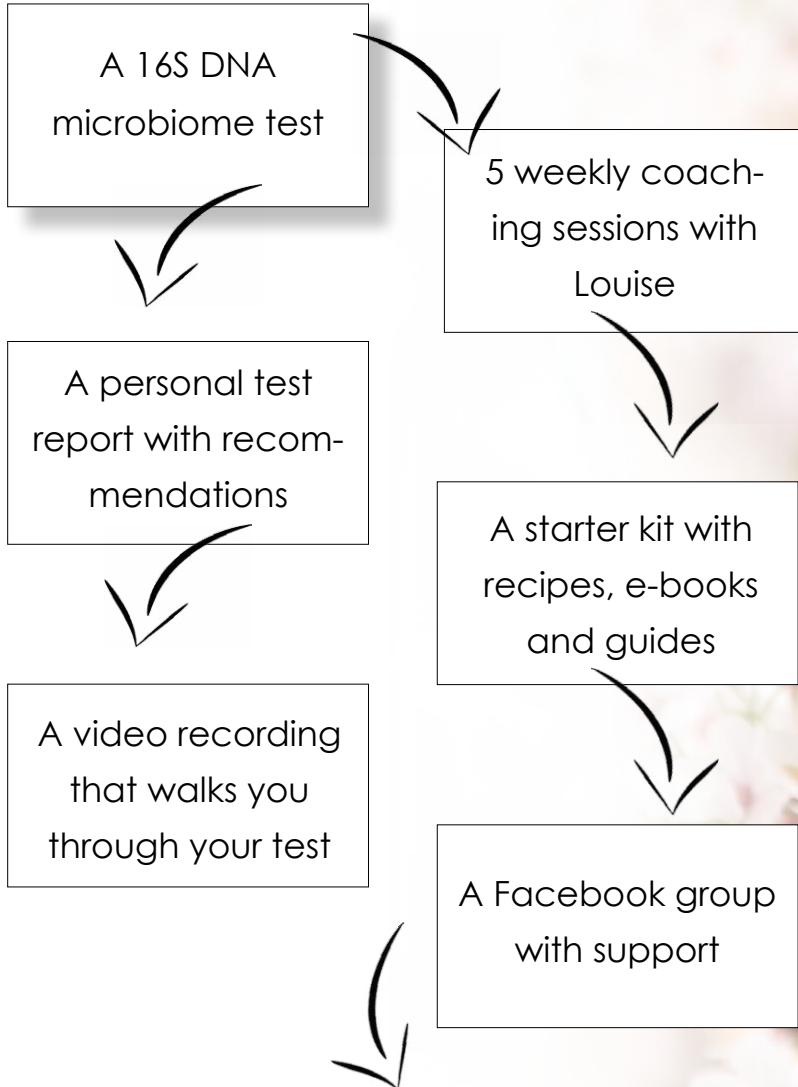 A 16S DNA
microbiome test
5 weekly coach-
ing sessions with
Louise
A personal test
report with recom-
mendations
A starter kit with
recipes, e-books
and guides
A video recording
that walks you
through your test
A Facebook group
with support